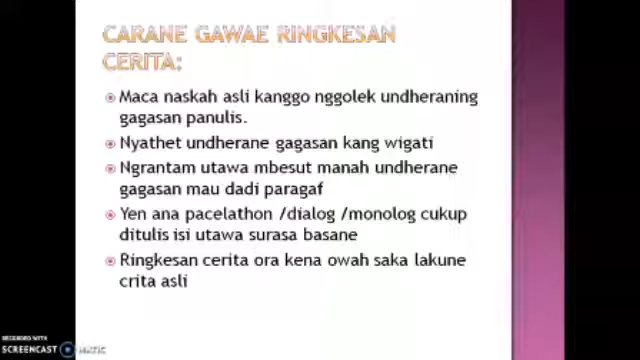 CARANE GAWAE RINGKESAN
CERITA:
Maca naskah asli kanggo nggolek undheraning
gagasan panulis.
Nyathet undherane gagasan kang wigati
Ngrantam utawa mbesut manah undherane
gagasan mau dadi paragaf
Yen ana pacelathon /dialog /monolog cukup
ditulis isi utawa surasa basane
Ringkesan cerita ora kena owah saka lakune
crita asli
RECORDED WITH
SCREENCAST MATIC